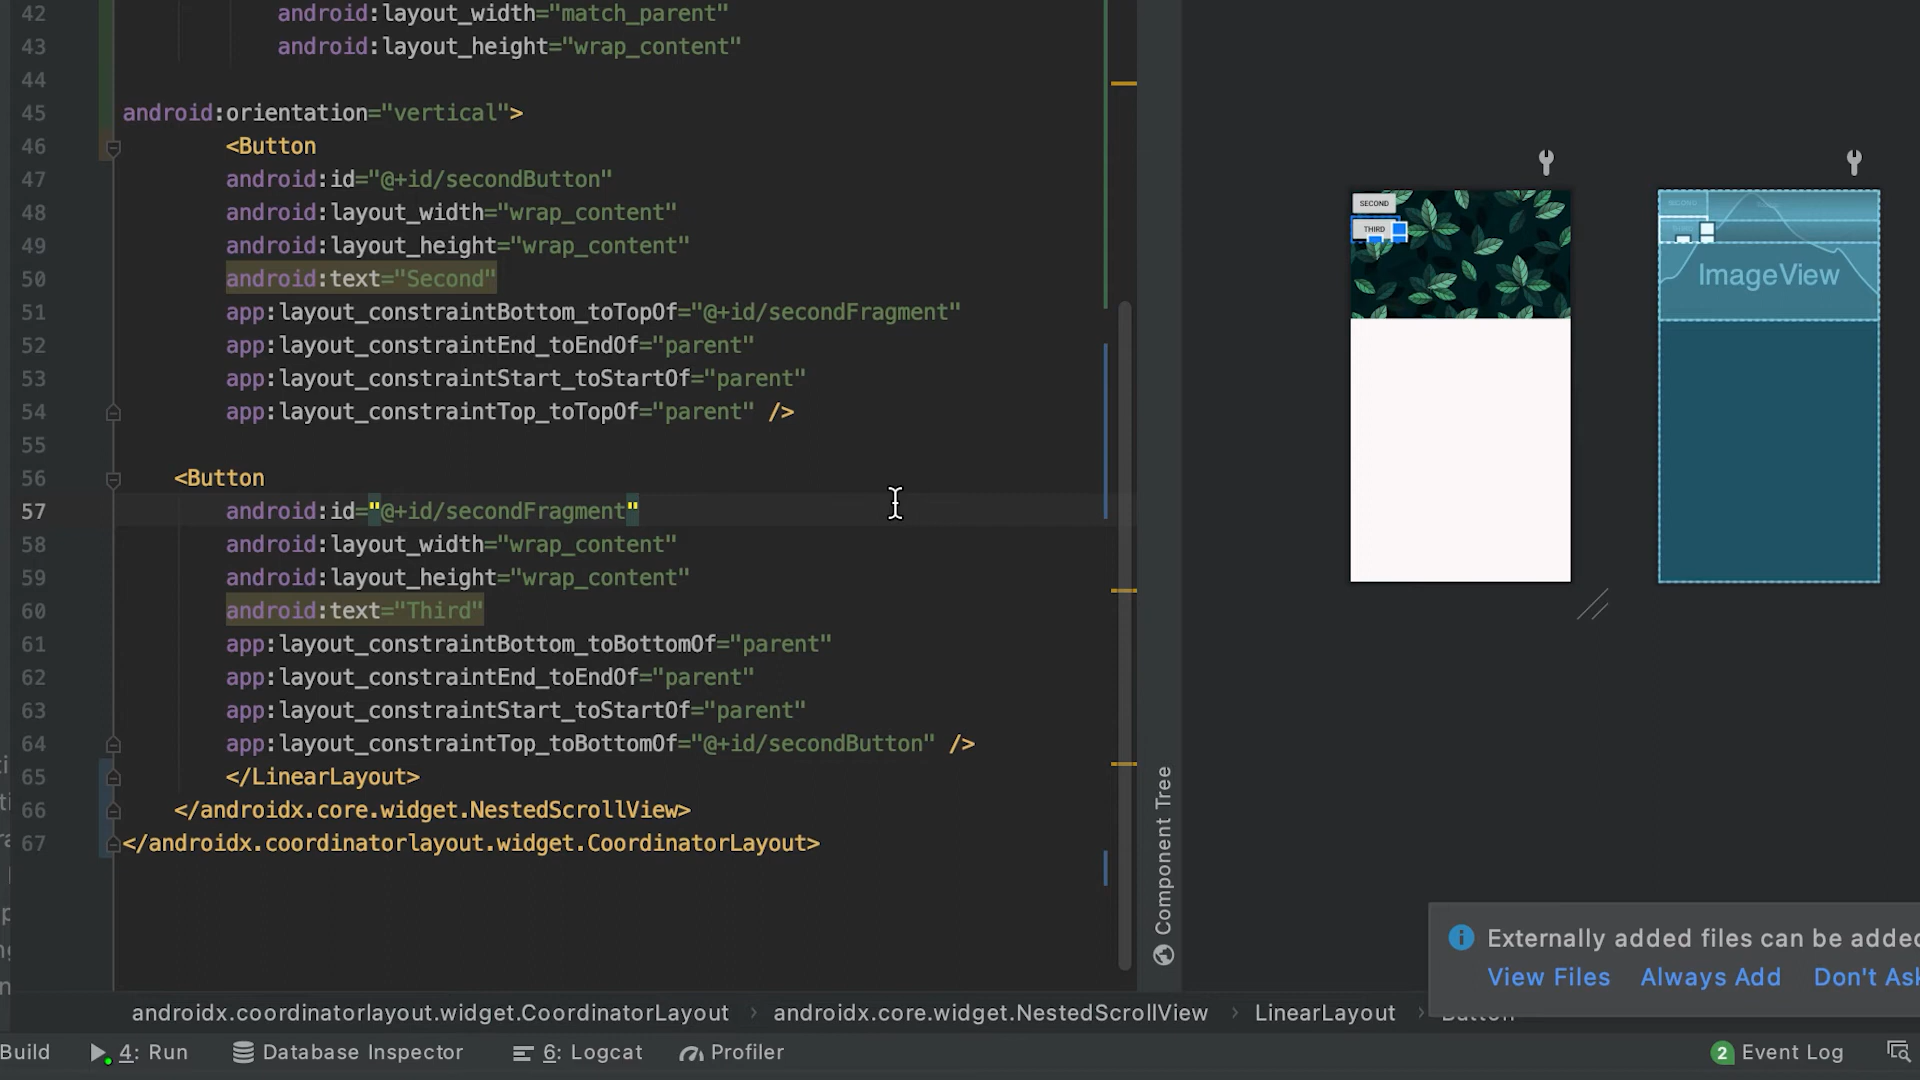 42 android:layout_width="match_parent"
43 android:layout_height="wrap_content"
44
45 android:orientation="vertical">
46 <Button
47 android:id="@+id/secondButton"
48 android:layout_width="wrap_content"
49 android:layout_height="wrap_content"
50 android:text="Second"
51 app:layout_constraintBottom_toTopOf="@+id/secondFragment"
52 app:layout_constraintEnd_toEndOf="parent"
53 app:layout_constraintStart_toStartOf="parent"
54 app:layout_constraintTop_toTopOf="parent" />
55
56 <Button
57 android:id="@+id/secondFragment"
58 android:layout_width="wrap_content"
59 android:layout_height="wrap_content"
60 android:text="Third"
61 app:layout_constraintBottom_toBottomOf="parent"
62 app:layout_constraintEnd_toEndOf="parent"
63 app:layout_constraintStart_toStartOf="parent"
64 app:layout_constraintTop_toBottomOf="@+id/secondButton" />
65 </LinearLayout>
66 </androidx.core.widget.NestedScrollView>
67 </androidx.coordinatorlayout.widget.CoordinatorLayout>
SECOND
THIRD
ImageView
Component Tree
Externally added files can be added
View Files Always Add Don't Ask
androidx.coordinatorlayout.widget.CoordinatorLayout › androidx.core.widget.NestedScrollView › LinearLayout › Button
Build 4: Run Database Inspector 6: Logcat Profiler 2 Event Log